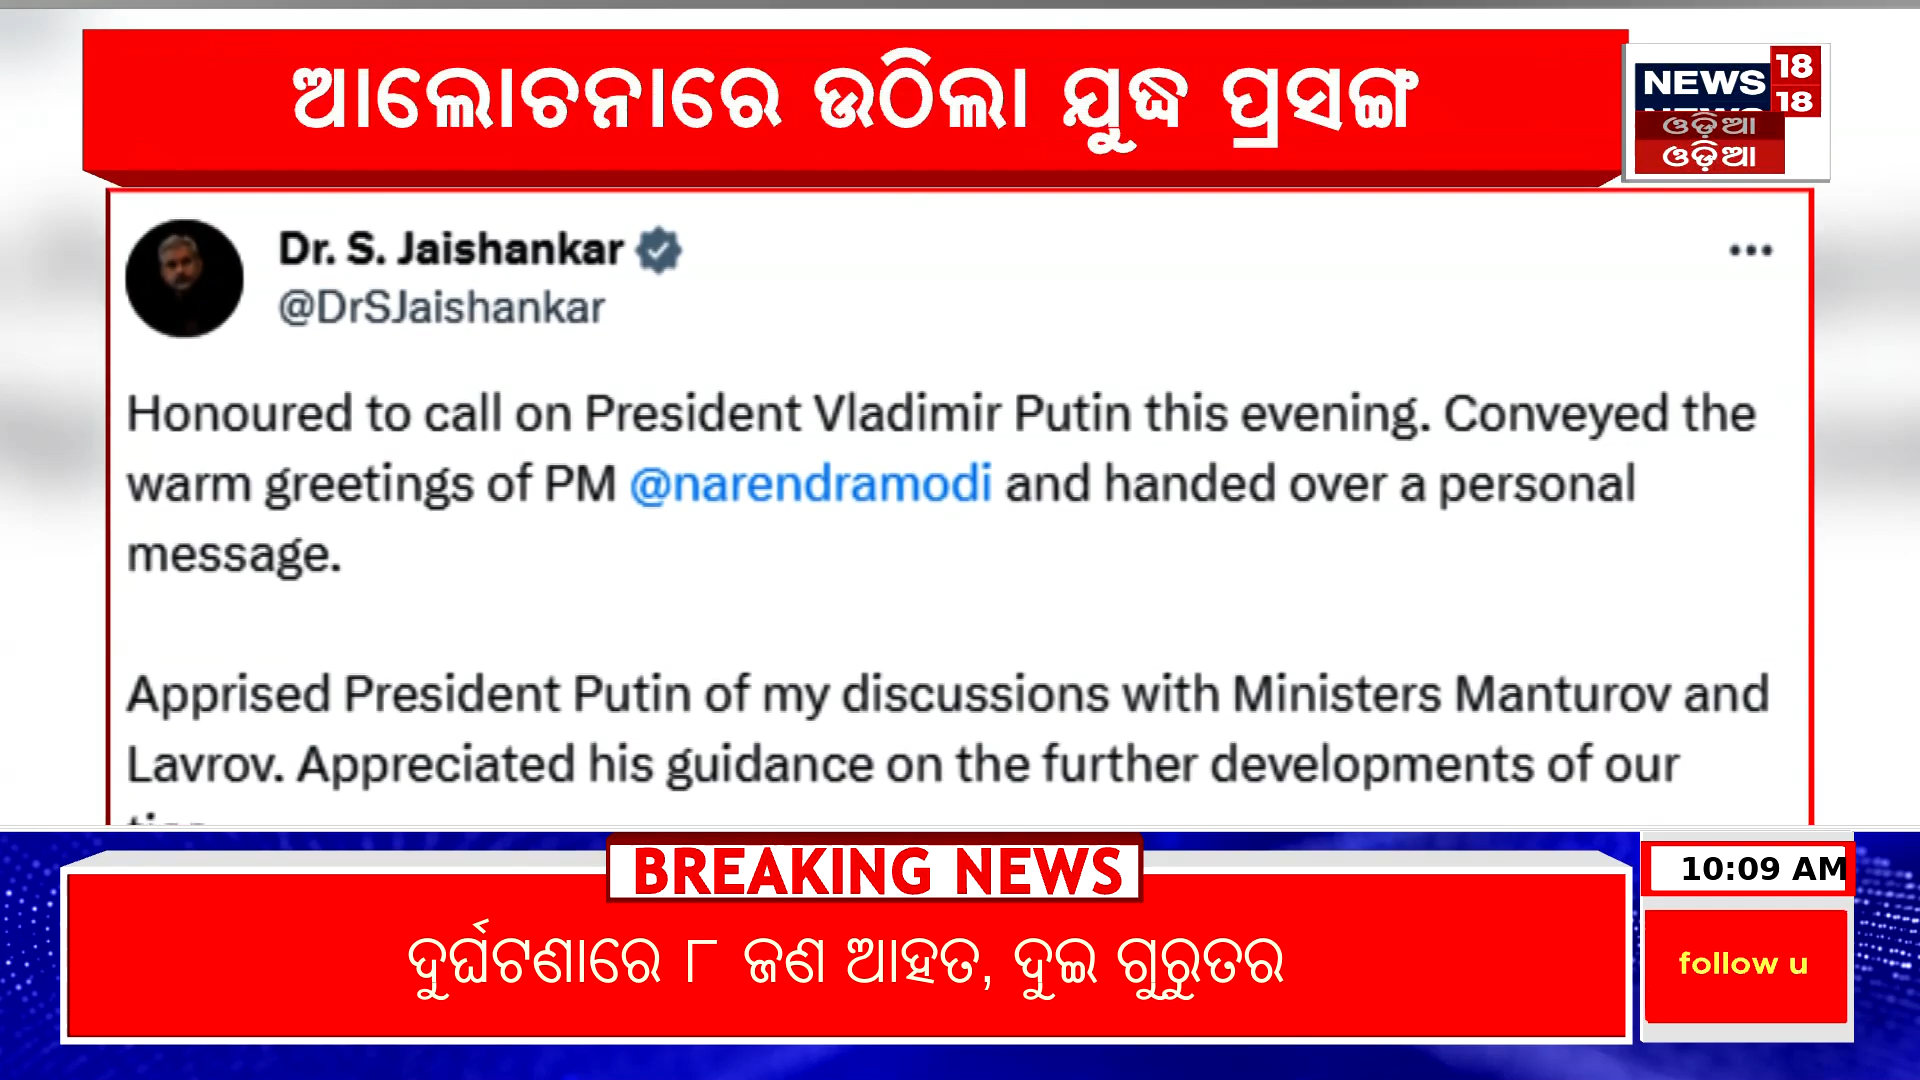 ଆଲୋଚନାରେ ଉଠିଲା ଯୁଦ୍ଧ ପ୍ରସଙ୍ଗ
NEWS 18
18
ଓଡ଼ିଆ
ଓଡ଼ିଆ
Dr. S. Jaishankar
@DrSJaishankar
Honoured to call on President Vladimir Putin this evening. Conveyed the
warm greetings of PM @narendramodi and handed over a personal
message.
Apprised President Putin of my discussions with Ministers Manturov and
Lavrov. Appreciated his guidance on the further developments of our
BREAKING NEWS
ଦୁର୍ଘଟଣାରେ ୮ ଜଣ ଆହତ, ଦୁଇ ଗୁରୁତର
10:09 AM
follow u